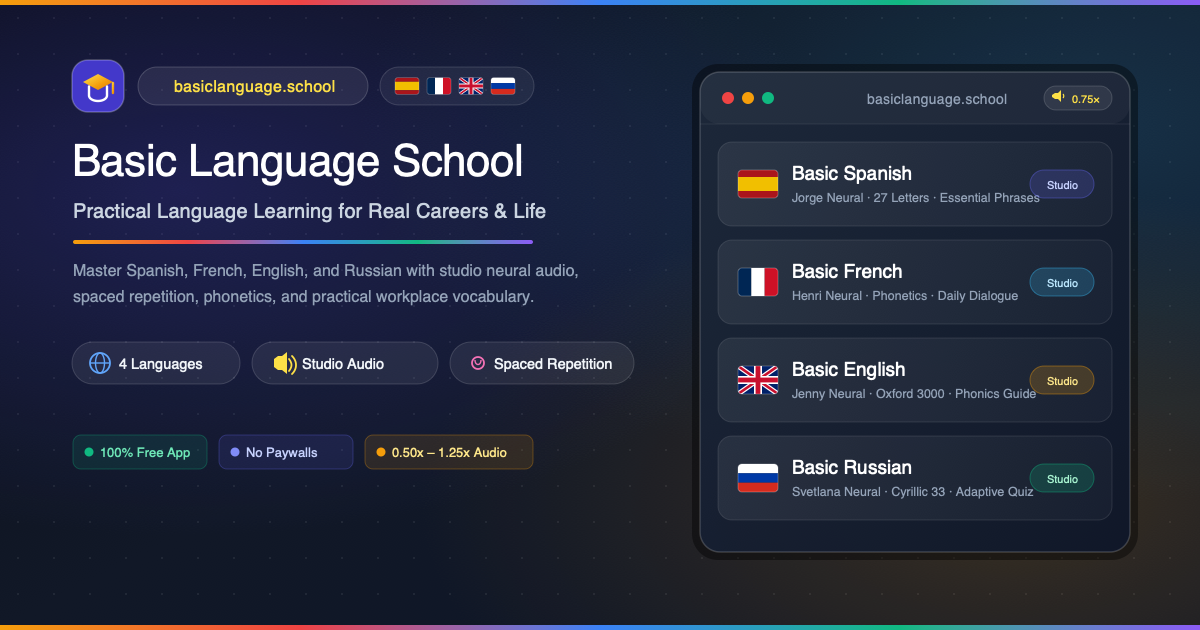 basiclanguage.school
Basic Language School
Practical Language Learning for Real Careers & Life
Master Spanish, French, English, and Russian with studio neural audio,
spaced repetition, phonetics, and practical workplace vocabulary.
4 Languages
Studio Audio
Spaced Repetition
100% Free App
No Paywalls
0.50x – 1.25x Audio
basiclanguage.school
0.75×
Basic Spanish
Jorge Neural · 27 Letters · Essential Phrases
Studio
Basic French
Henri Neural · Phonetics · Daily Dialogue
Studio
Basic English
Jenny Neural · Oxford 3000 · Phonics Guide
Studio
Basic Russian
Svetlana Neural · Cyrillic 33 · Adaptive Quiz
Studio